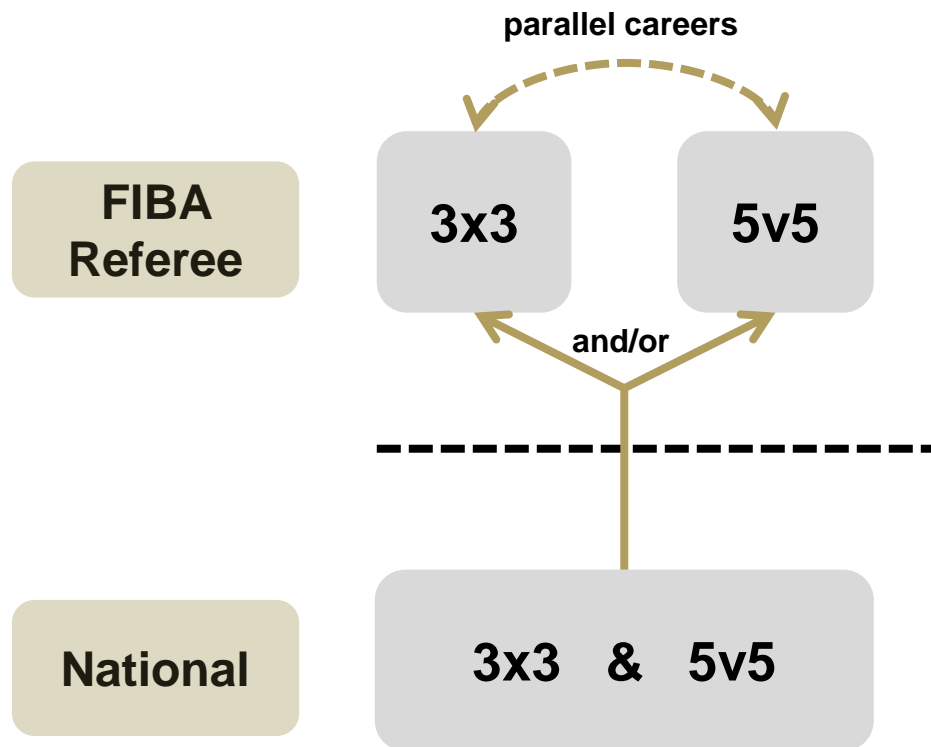 parallel careers
FIBA
Referee
3x3
5v5
and/or
National
3x3 & 5v5